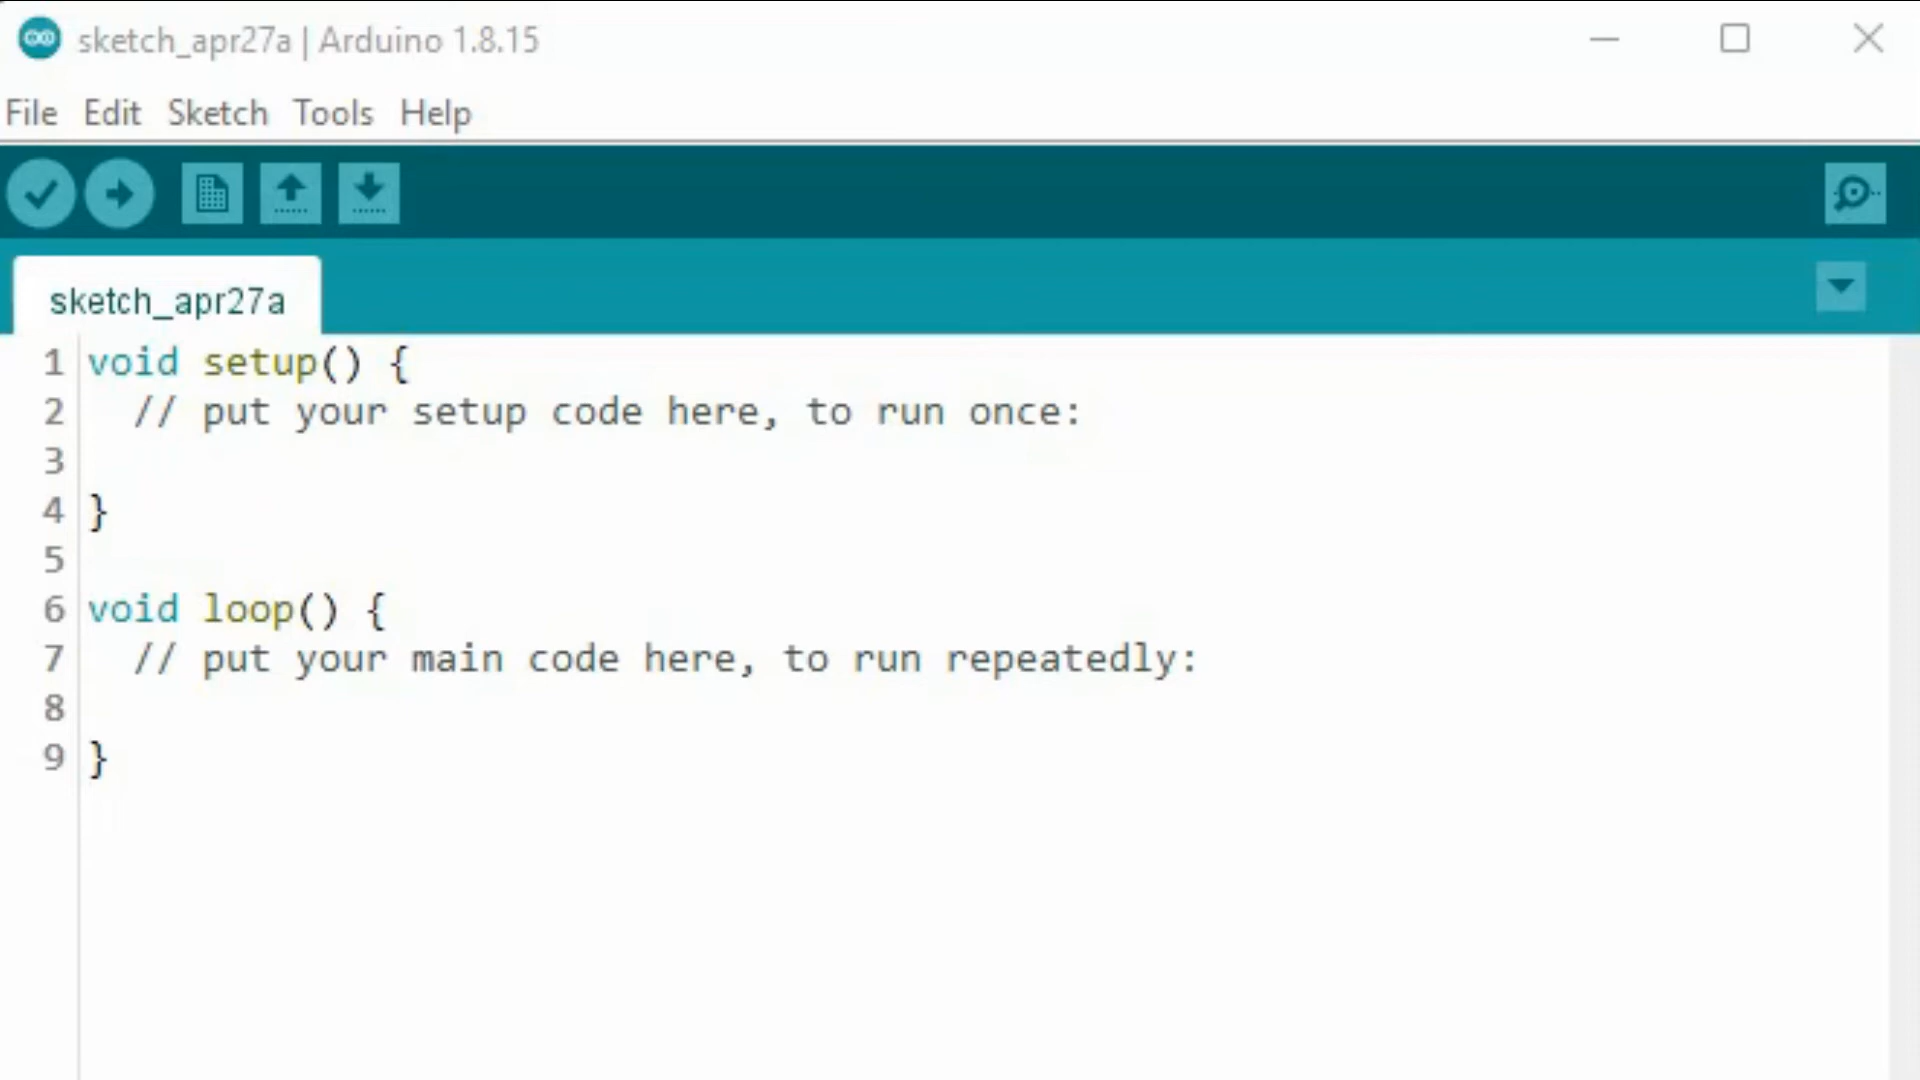 sketch_apr27a | Arduino 1.8.15
File Edit Sketch Tools Help
sketch_apr27a
1 void setup() {
2   // put your setup code here, to run once:
3
4 }
5
6 void loop() {
7   // put your main code here, to run repeatedly:
8
9 }